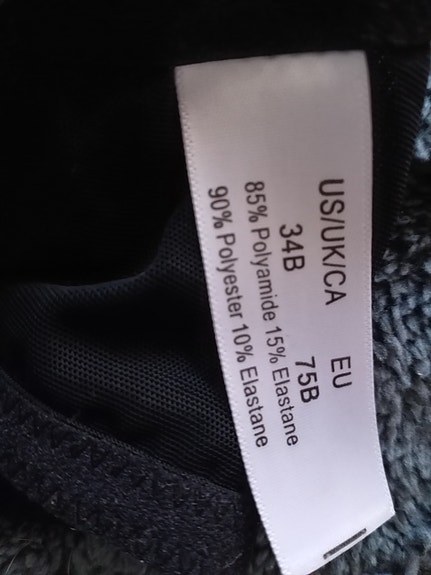 US/UK/CA EU
34B 75B
85% Polyamide 15% Elastane
90% Polyester 10% Elastane